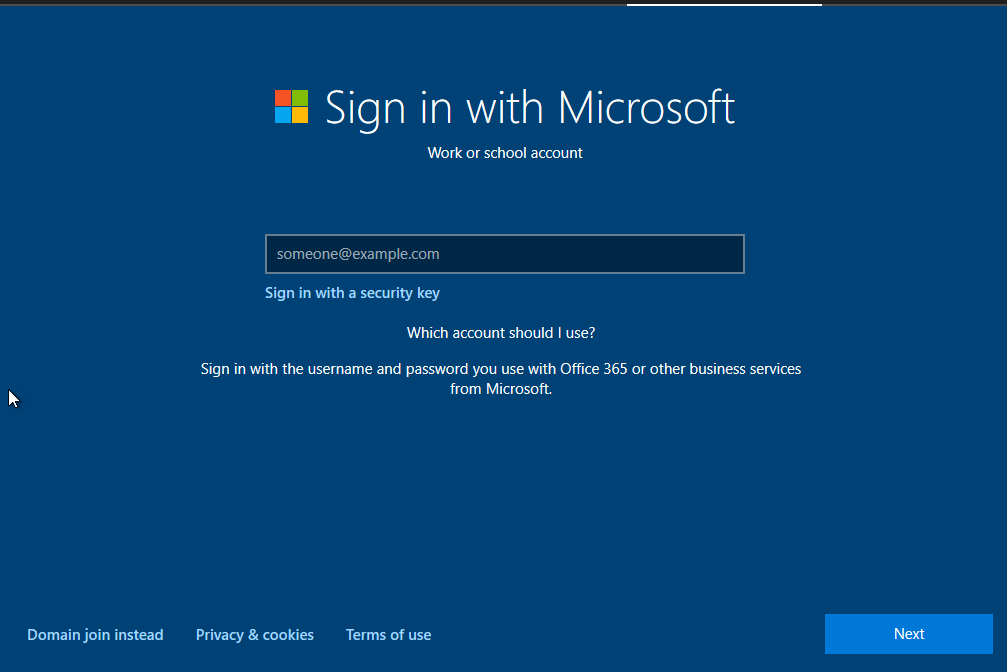 Sign in with Microsoft
Work or school account
someone@example.com
Sign in with a security key
Which account should I use?
Sign in with the username and password you use with Office 365 or other business services
from Microsoft.
Domain join instead
Privacy & cookies
Terms of use
Next